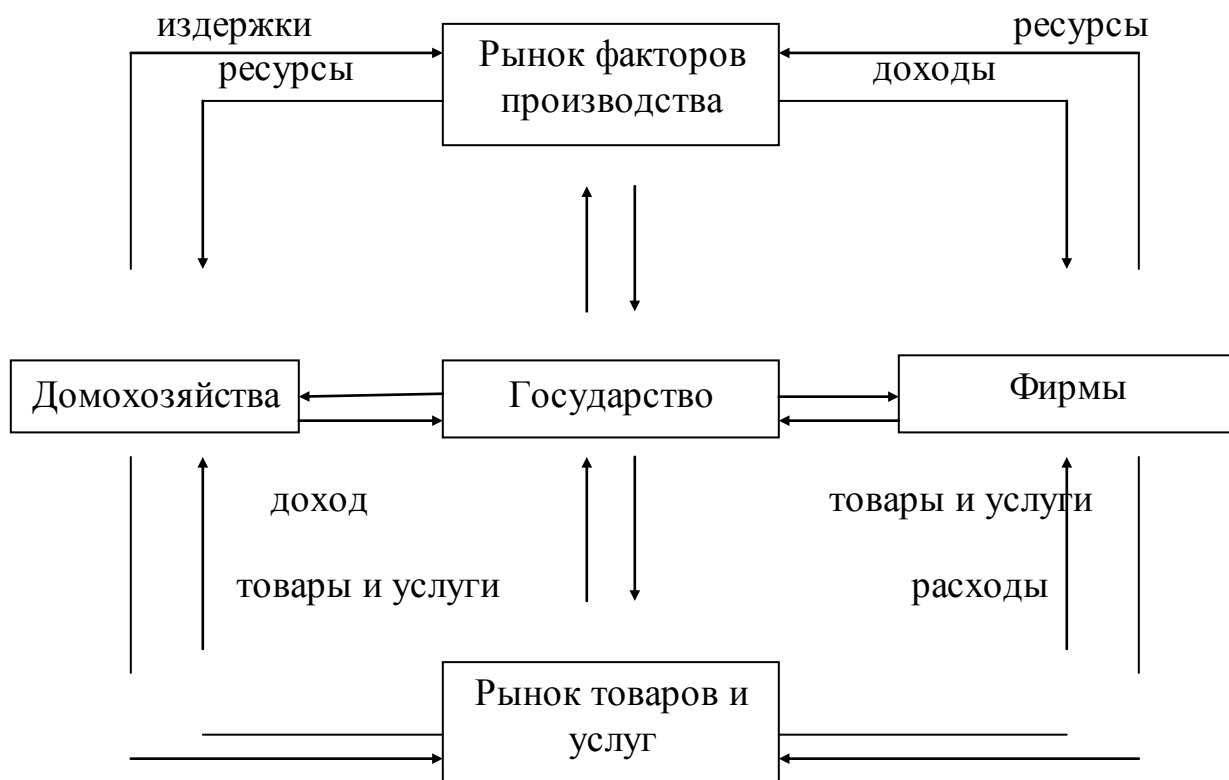 издержки
ресурсы
ресурсы
доходы
Рынок факторов
производства
Домохозяйства
Государство
Фирмы
доход
товары и услуги
товары и услуги
расходы
Рынок товаров и
услуг